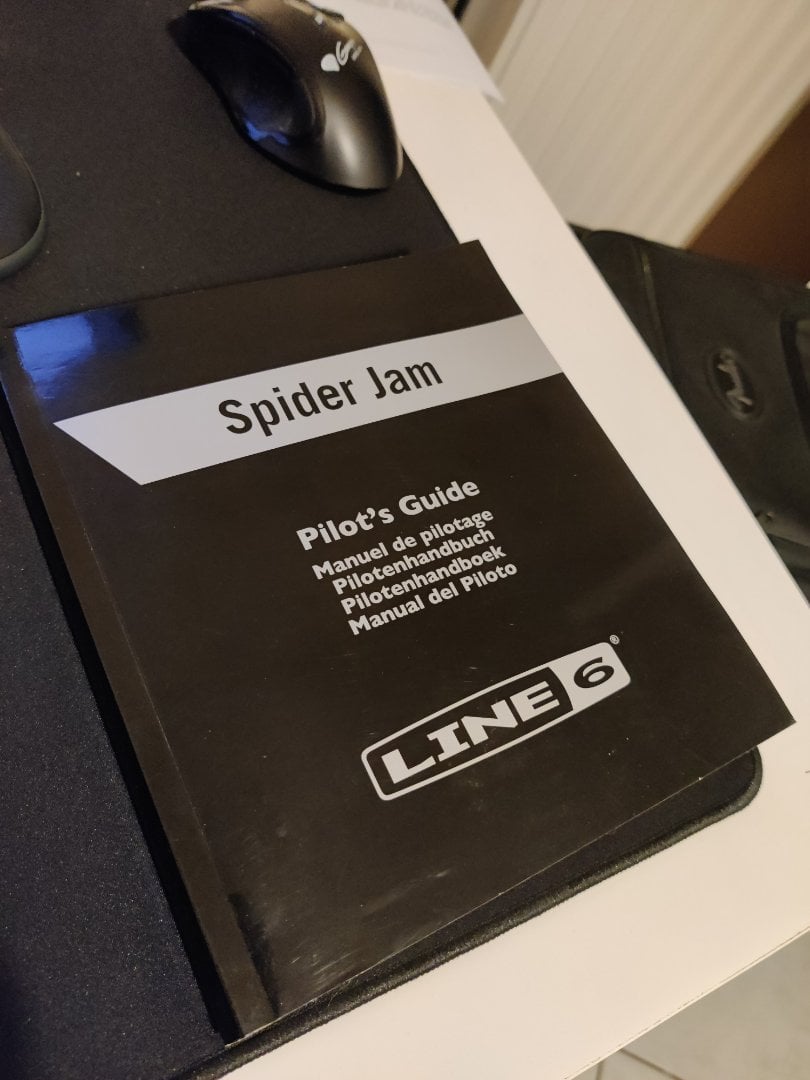 Spider Jam
Pilot's Guide
Manuel de pilotage
Pilotenhandbuch
Pilotenhandboek
Manual del Piloto
LINE 6®